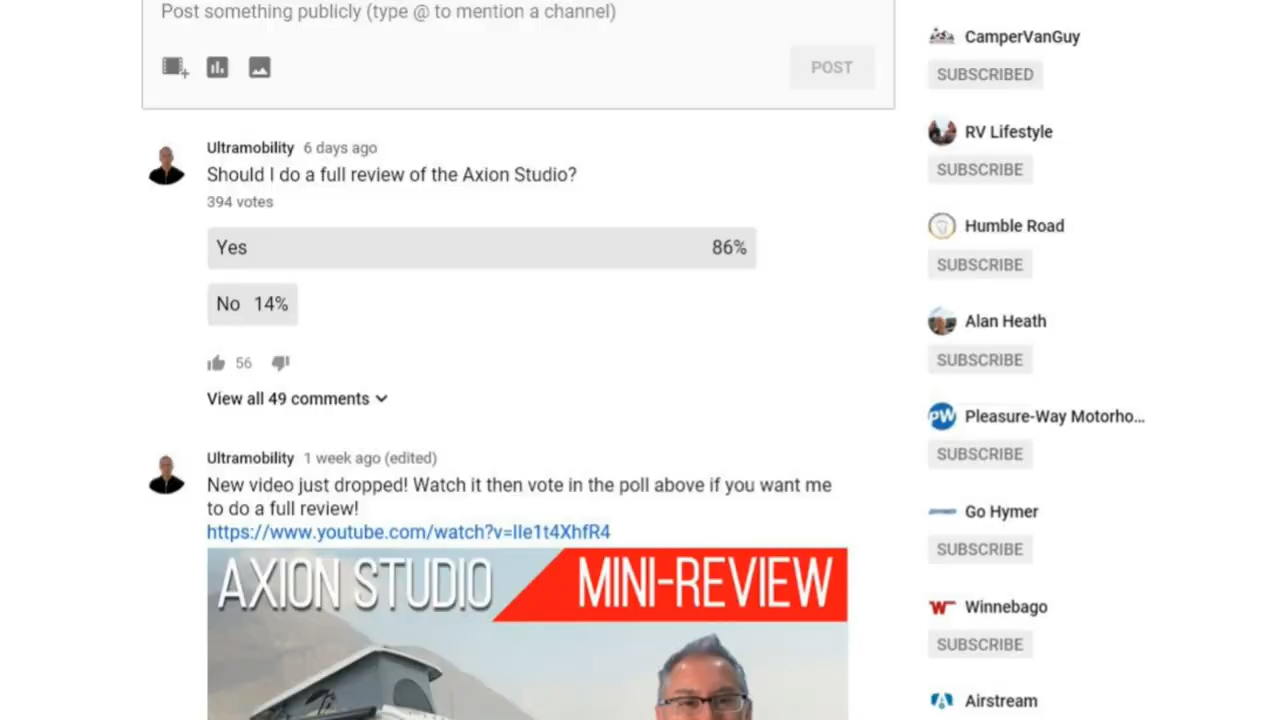 Post something publicly (type @ to mention a channel)
POST
Ultramobility 6 days ago
Should I do a full review of the Axion Studio?
394 votes
Yes 86%
No 14%
56
View all 49 comments
Ultramobility 1 week ago (edited)
New video just dropped! Watch it then vote in the poll above if you want me
to do a full review!
https://www.youtube.com/watch?v=lIe1t4XhfR4
AXION STUDIO MINI-REVIEW
CamperVanGuy
SUBSCRIBED
RV Lifestyle
SUBSCRIBE
Humble Road
SUBSCRIBE
Alan Heath
SUBSCRIBE
PW Pleasure-Way Motorho...
SUBSCRIBE
Go Hymer
SUBSCRIBE
W Winnebago
SUBSCRIBE
Airstream